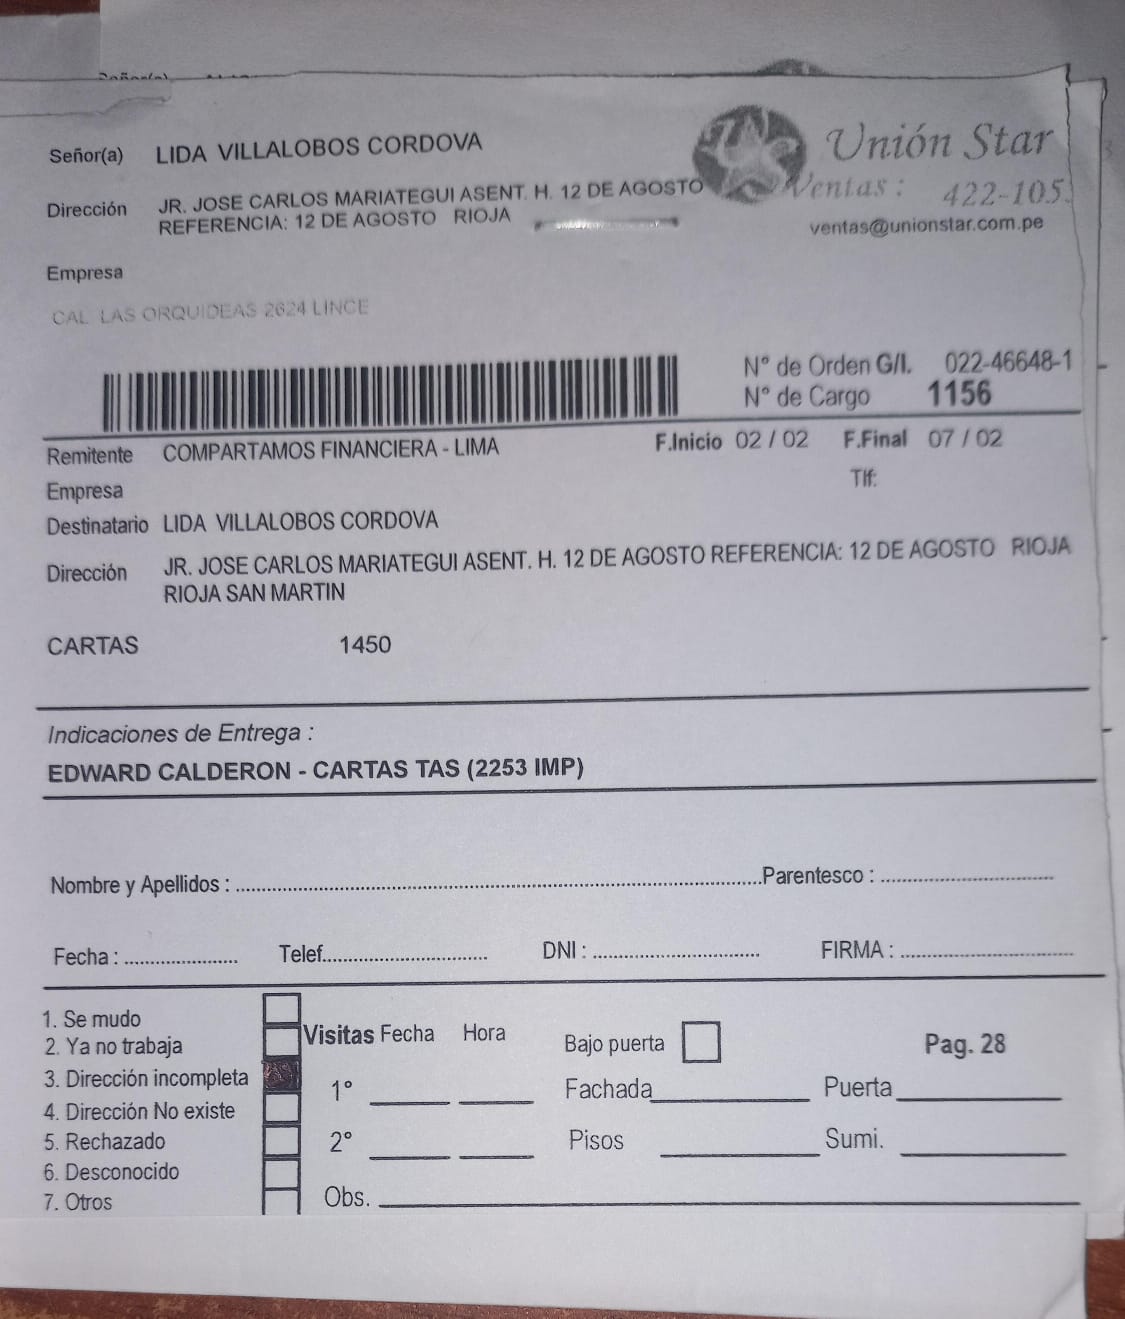 Señor(a) LIDA VILLALOBOS CORDOVA
Unión Star
Dirección JR. JOSE CARLOS MARIATEGUI ASENT. H. 12 DE AGOSTO
REFERENCIA: 12 DE AGOSTO RIOJA
Ventas: 422-105
ventas@unionstar.com.pe
Empresa
CAL LAS ORQUIDEAS 2624 LINCE
N° de Orden G/I. 022-46648-1
N° de Cargo 1156
Remitente COMPARTAMOS FINANCIERA - LIMA F.Inicio 02 / 02 F.Final 07 / 02
Empresa Tlf:
Destinatario LIDA VILLALOBOS CORDOVA
Dirección JR. JOSE CARLOS MARIATEGUI ASENT. H. 12 DE AGOSTO REFERENCIA: 12 DE AGOSTO RIOJA
RIOJA SAN MARTIN
CARTAS 1450
Indicaciones de Entrega :
EDWARD CALDERON - CARTAS TAS (2253 IMP)
Nombre y Apellidos : Parentesco :
Fecha : Telef. DNI : FIRMA :
1. Se mudo
2. Ya no trabaja
3. Dirección incompleta
4. Dirección No existe
5. Rechazado
6. Desconocido
7. Otros
Visitas Fecha Hora
1°
2°
Obs.
Bajo puerta
Fachada
Pisos
Pag. 28
Puerta
Sumi.